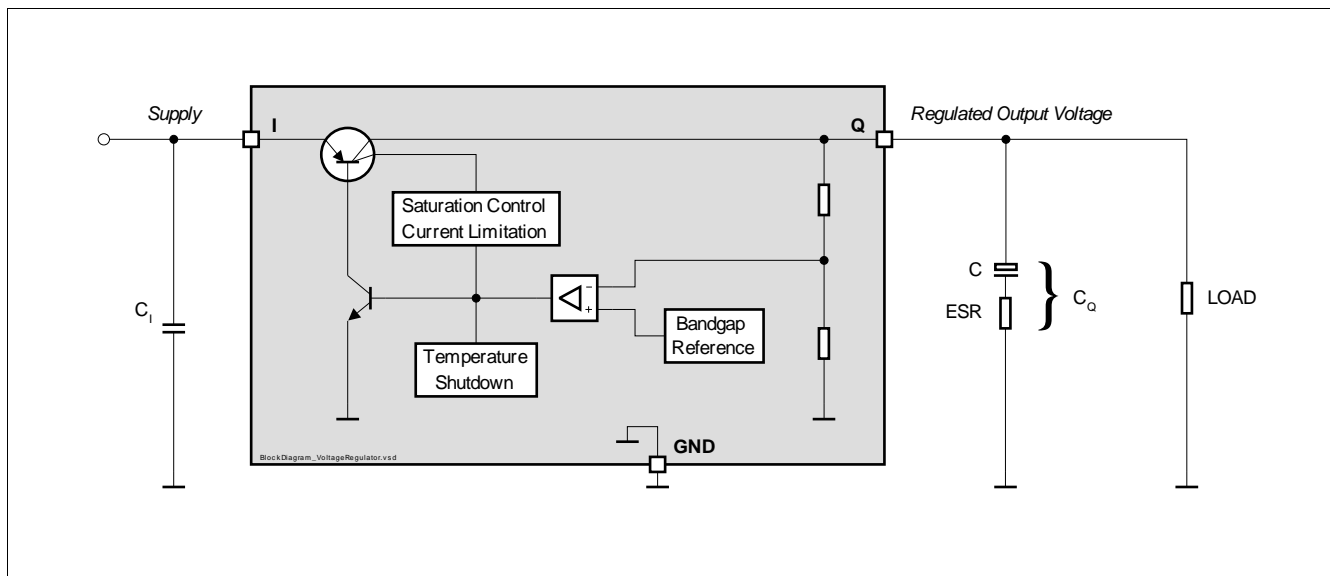 Supply
I
Q
Regulated Output Voltage
Saturation Control
Current Limitation
C
ESR
}
C_Q
LOAD
C_I
−
+
Bandgap
Reference
Temperature
Shutdown
GND
BlockDiagram_VoltageRegulator.vsd